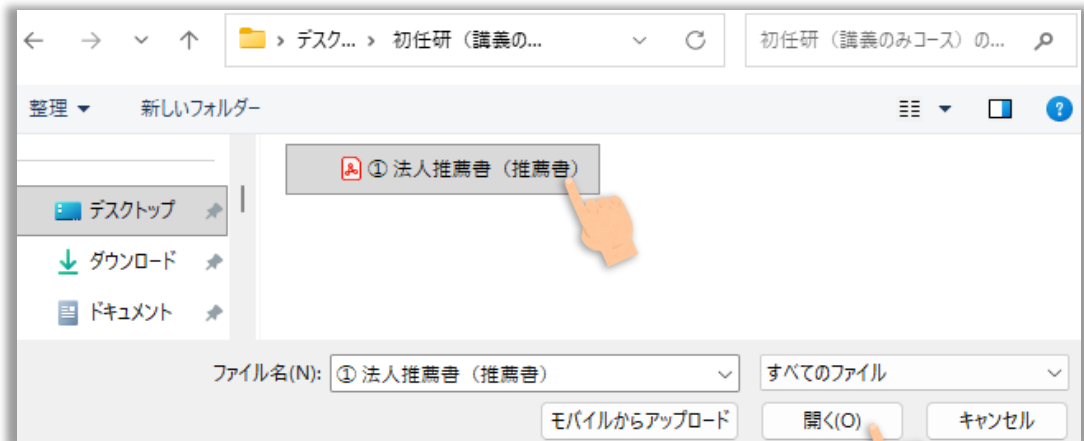 デスク... 初任研（講義の...
初任研（講義のみコース）の...
整理 新しいフォルダー
① 法人推薦書（推薦書）
デスクトップ
ダウンロード
ドキュメント
ファイル名(N): ① 法人推薦書（推薦書） すべてのファイル
モバイルからアップロード 開く(O) キャンセル